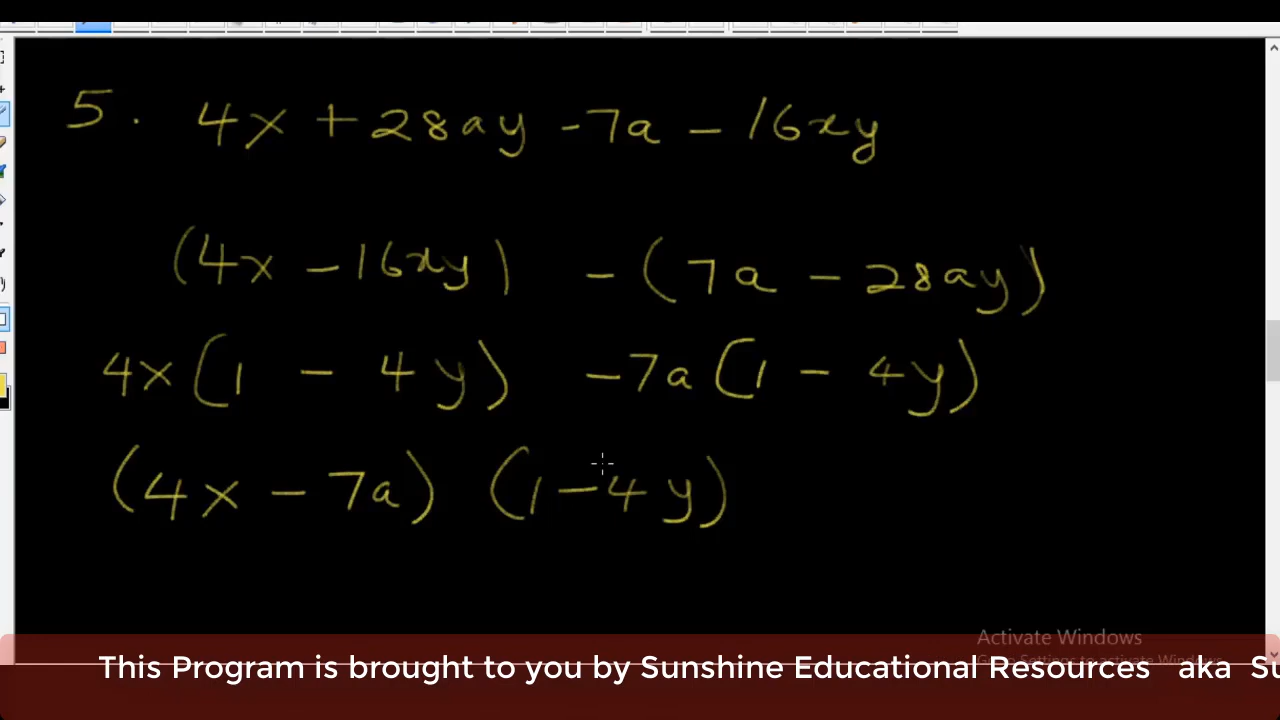 5. 4x + 28ay - 7a - 16xy
(4x - 16xy) - (7a - 28ay)
4x(1 - 4y) - 7a(1 - 4y)
(4x - 7a) (1 - 4y)
Activate Windows
This Program is brought to you by Sunshine Educational Resources aka Su